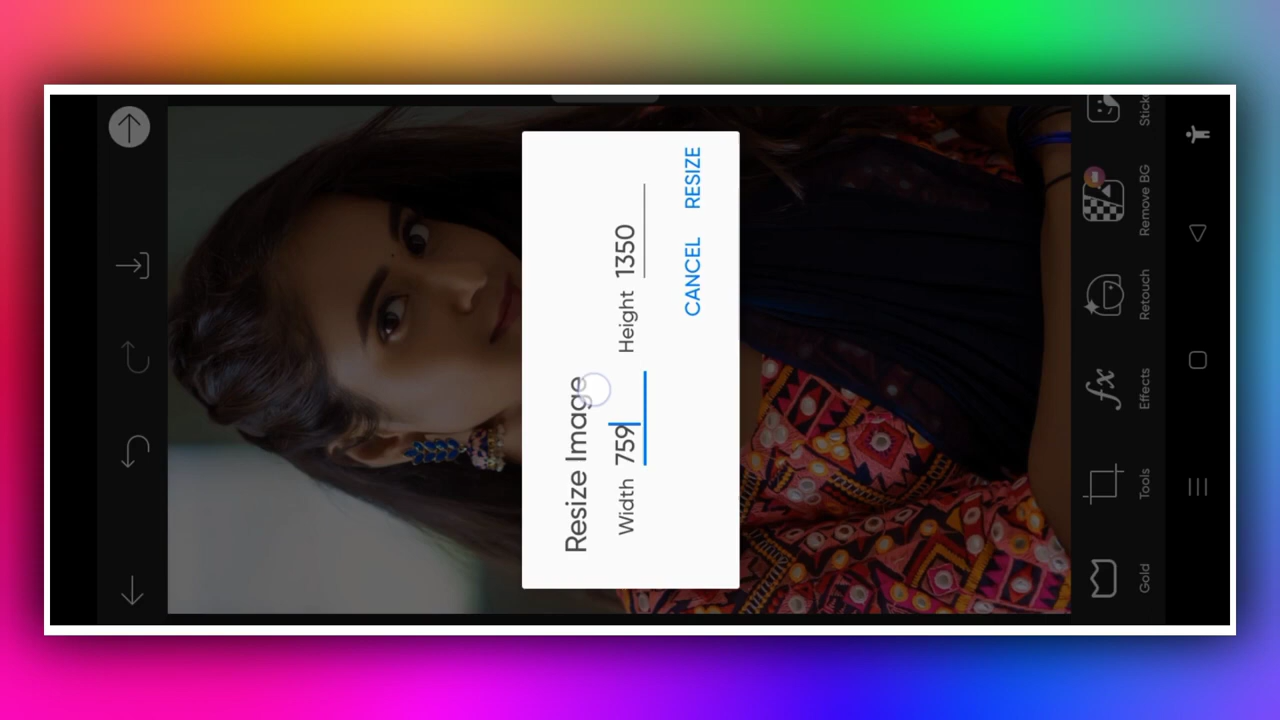 Resize Image
Width 759 Height 1350
CANCEL RESIZE
Gold
Tools
Effects
Retouch
Remove BG
Stick